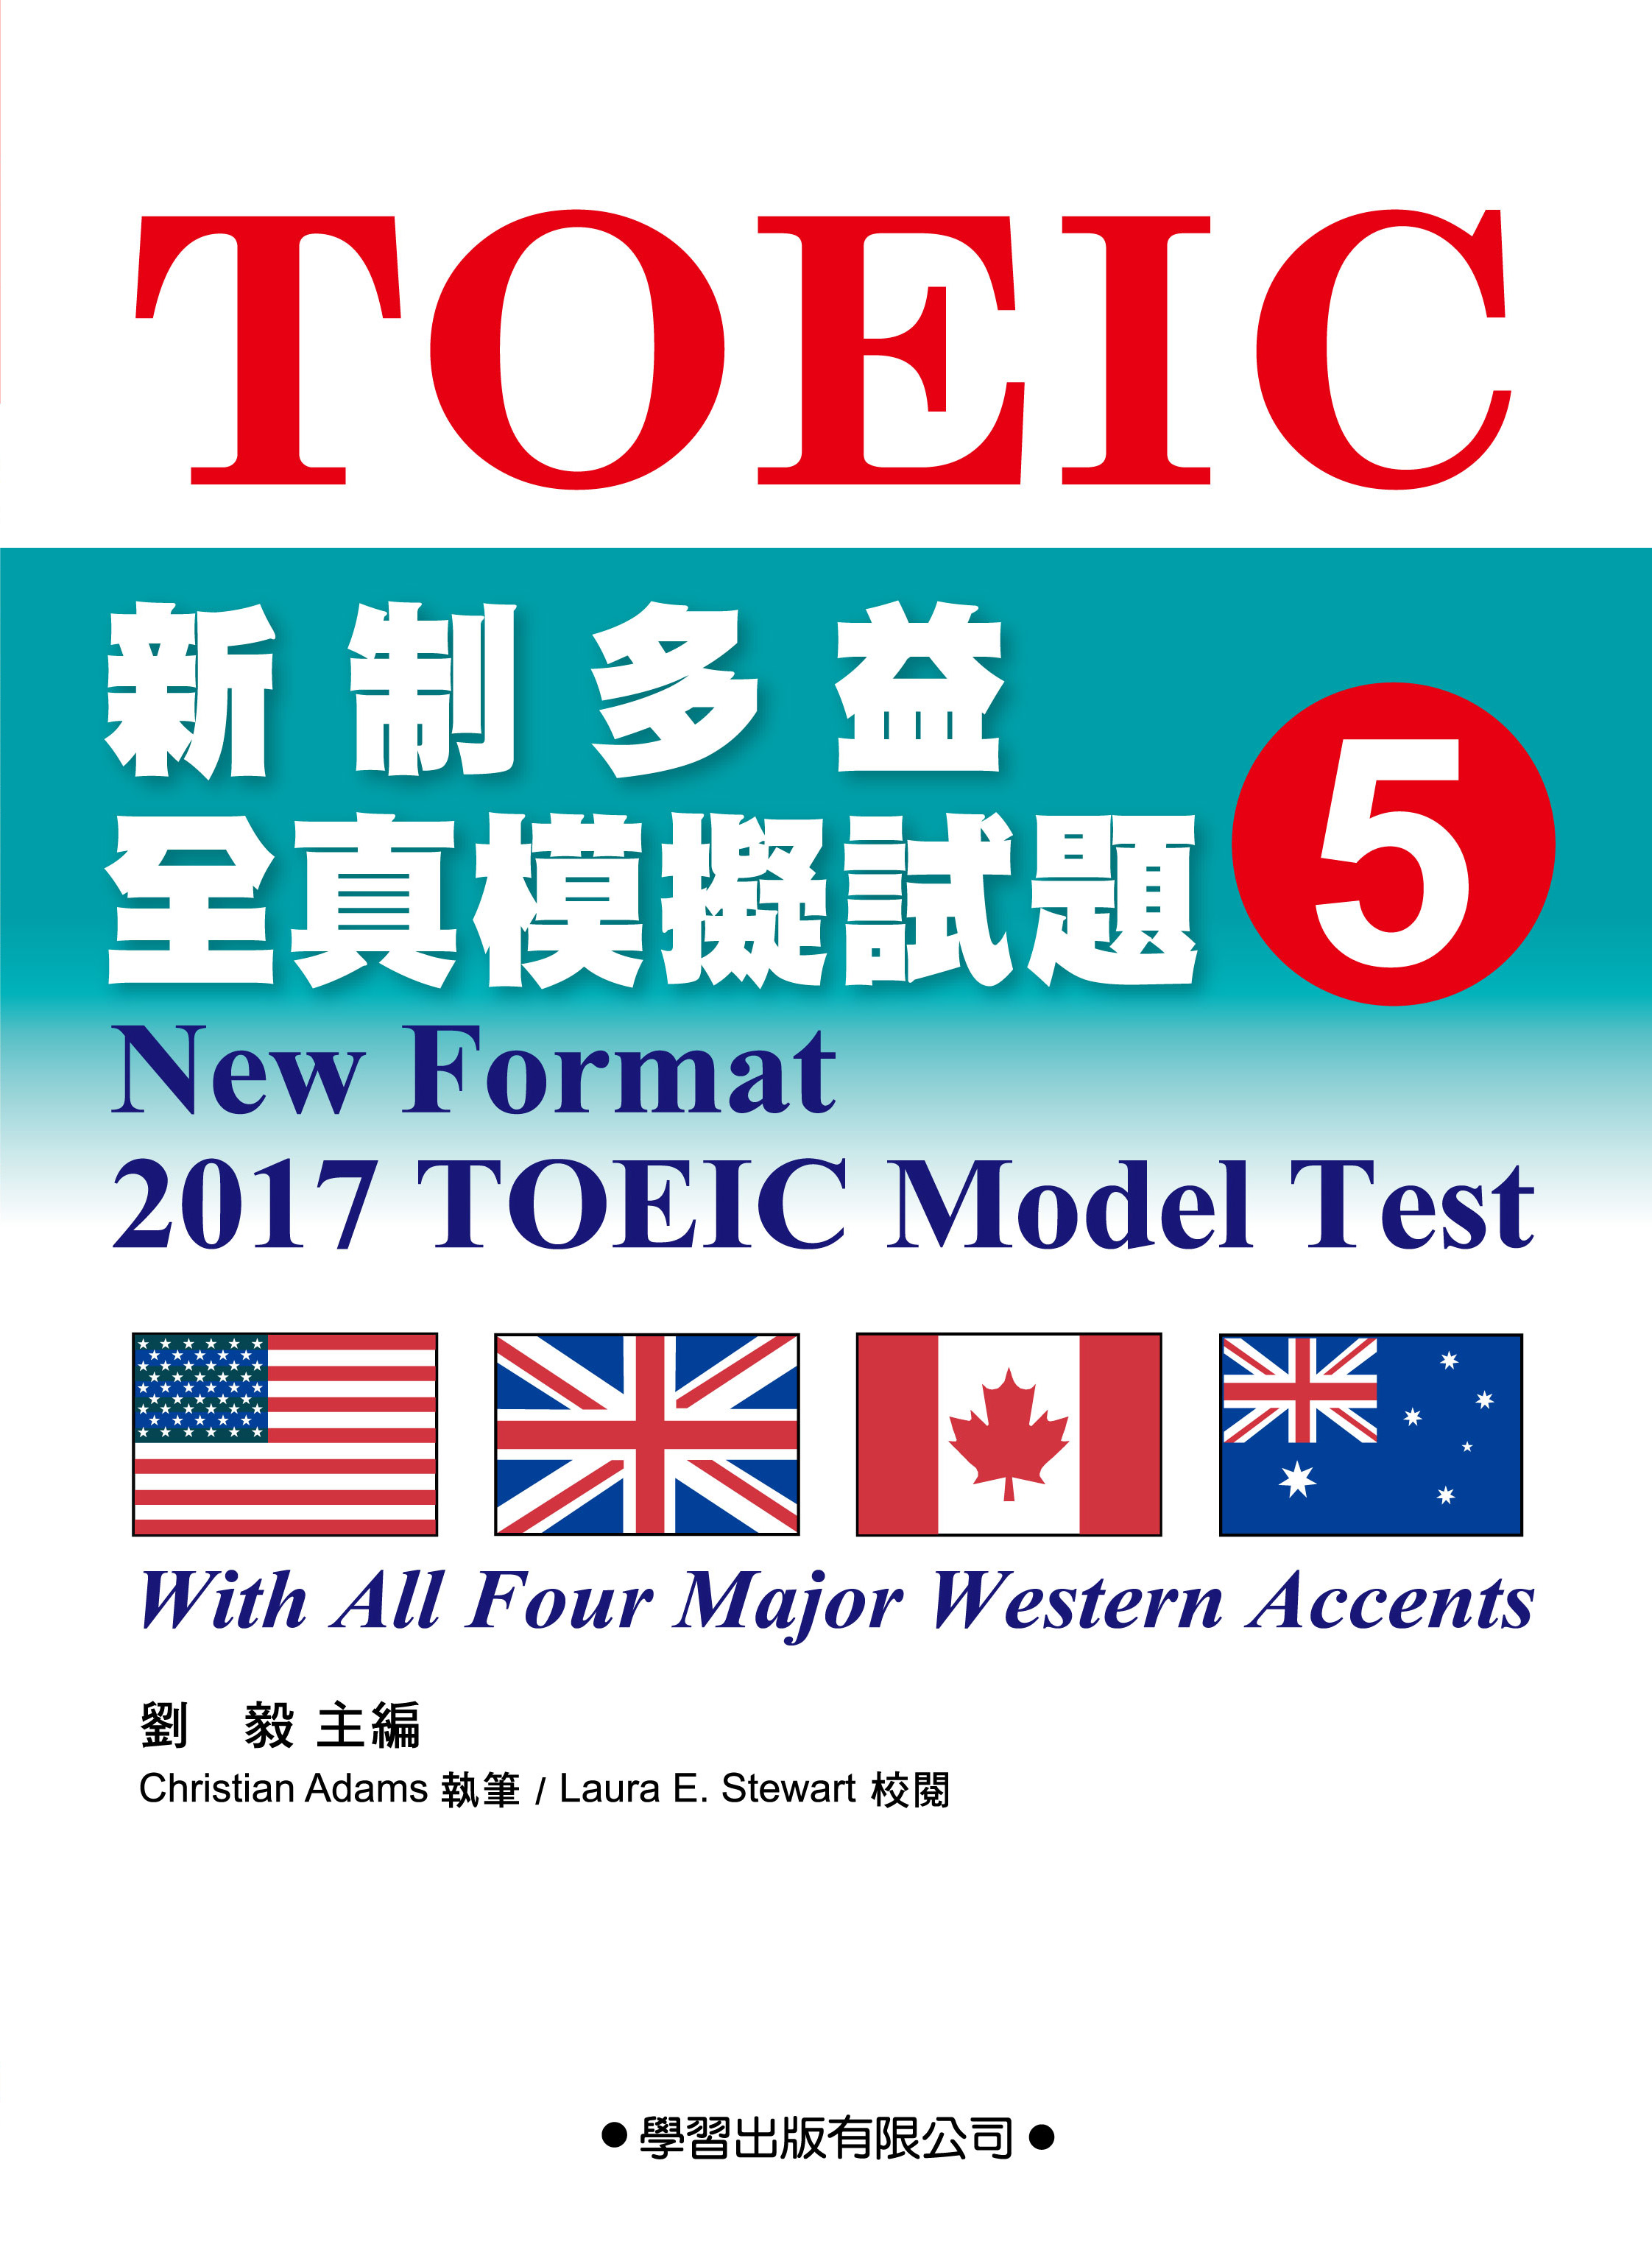 TOEIC
新制多益
全真模擬試題 5
New Format
2017 TOEIC Model Test
With All Four Major Western Accents
劉 毅 主編
Christian Adams 執筆 / Laura E. Stewart 校閱
● 學習出版有限公司 ●